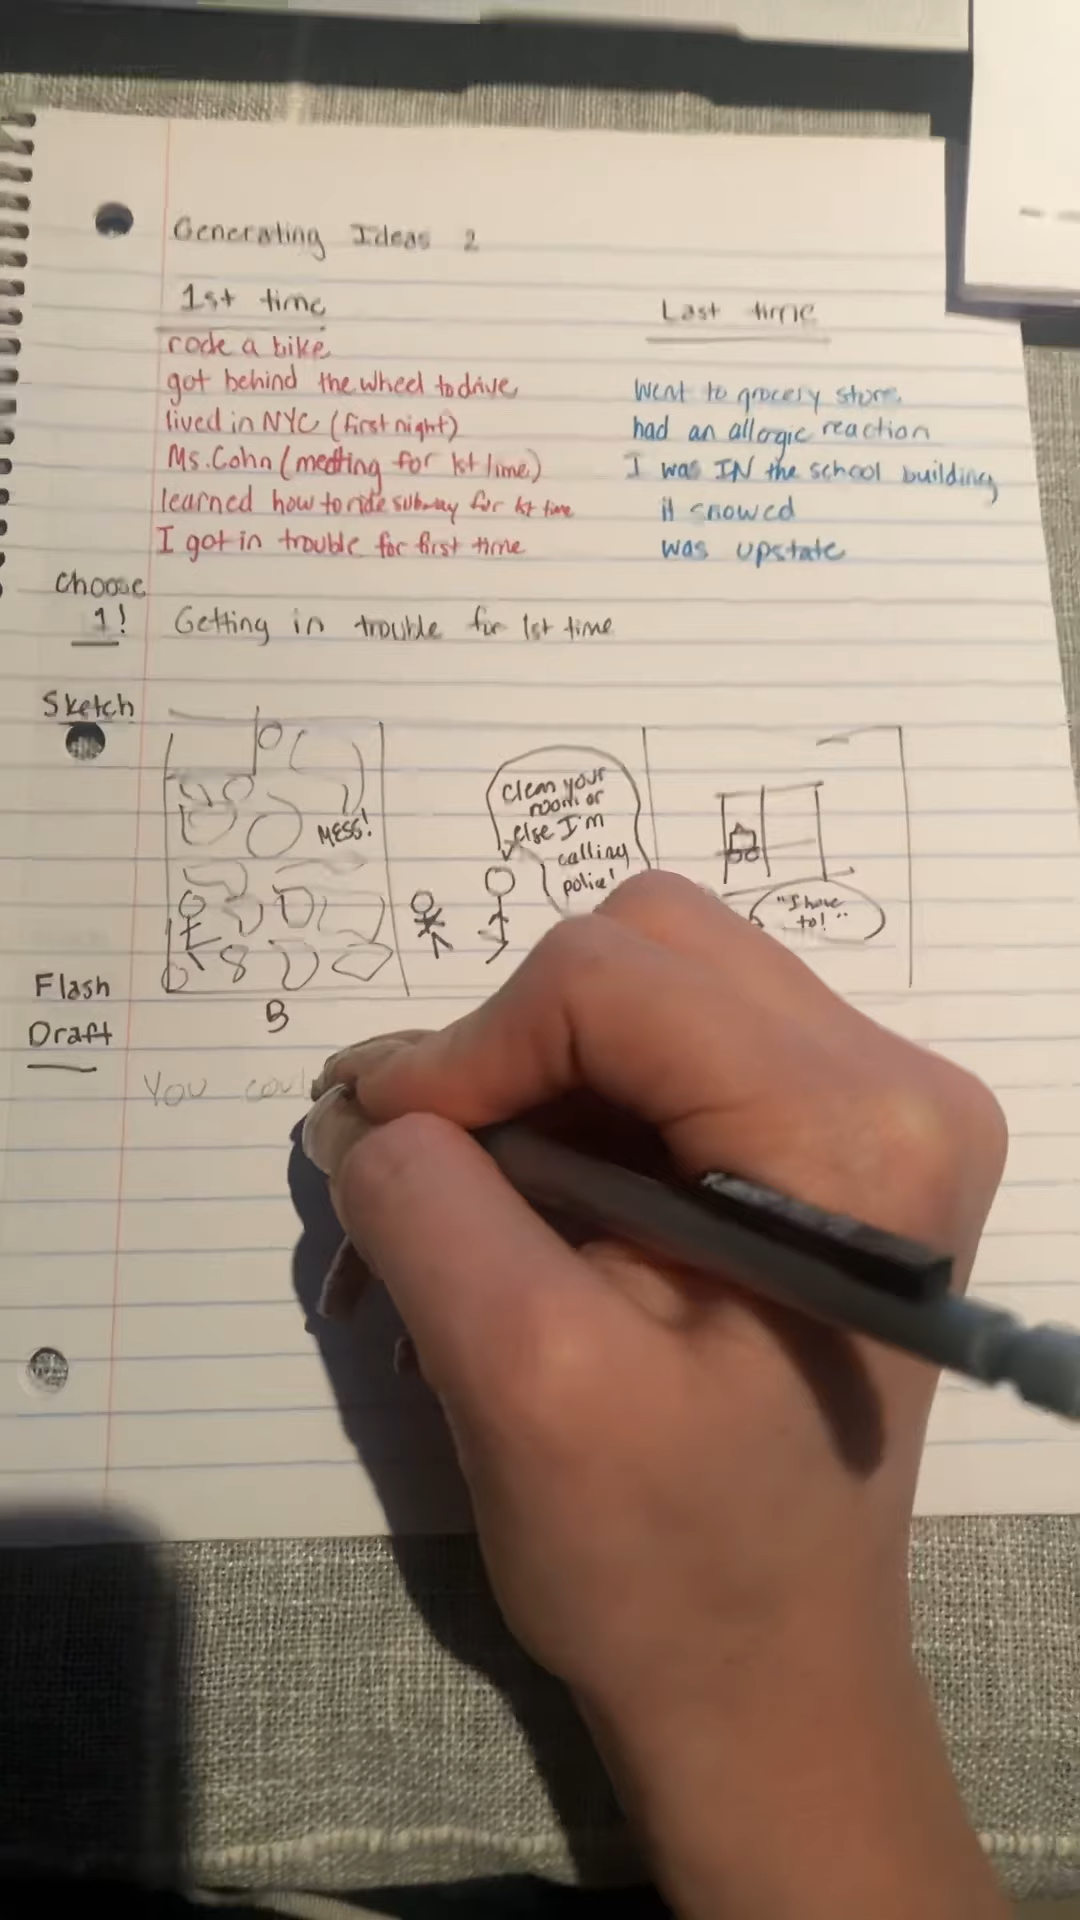 Generating Ideas 2
1st time
Last time
rode a bike
got behind the wheel to drive
lived in NYC (first night)
Ms. Cohn (meeting for 1st time)
learned how to ride subway for 1st time
I got in trouble for first time
Went to grocery store
had an allergic reaction
I was IN the school building
it snowed
was upstate
Choose
1!
Getting in trouble for 1st time
Sketch
MESS!
Clean your
room or
else I'm
calling
police!
"I have
to!"
B
Flash
Draft
You